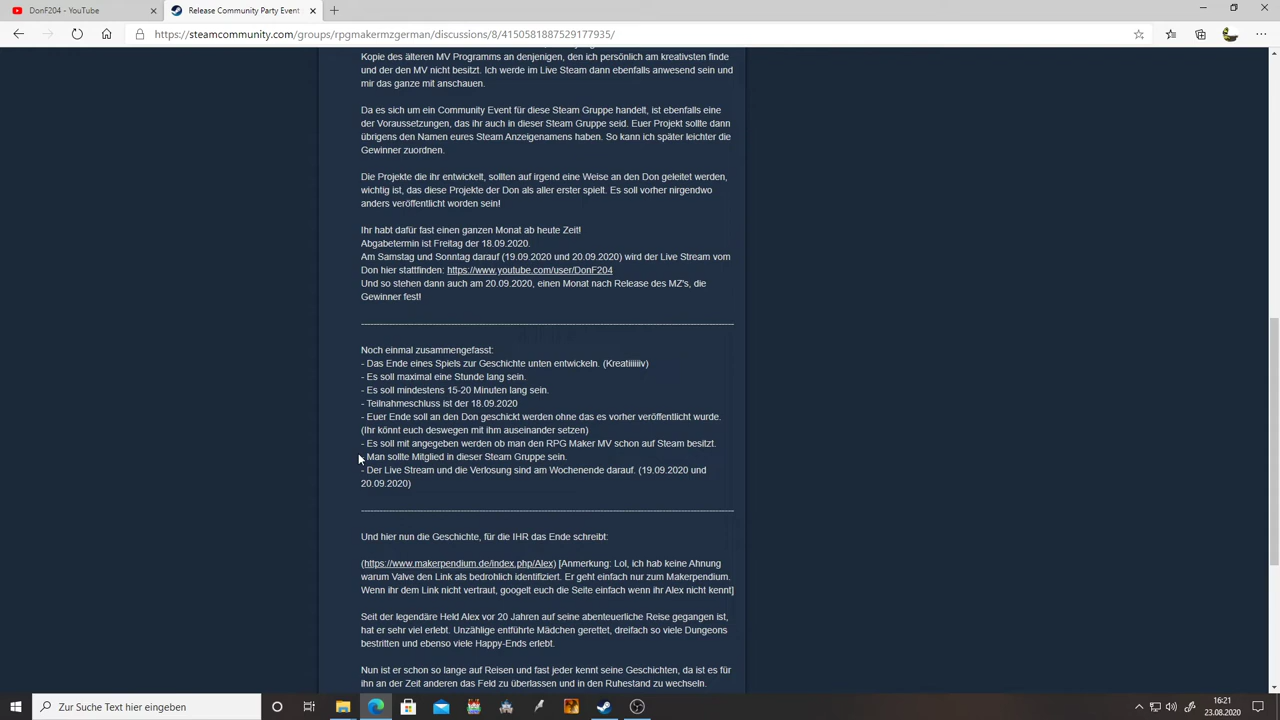 DonF204 - YouTube
Release Community Party Event
https://steamcommunity.com/groups/rpgmakermzgerman/discussions/8/4150581887529177935/
Kopie des älteren MV Programms an denjenigen, den ich persönlich am kreativsten finde
und der den MV nicht besitzt. Ich werde im Live Steam dann ebenfalls anwesend sein und
mir das ganze mit anschauen.
Da es sich um ein Community Event für diese Steam Gruppe handelt, ist ebenfalls eine
der Voraussetzungen, das ihr auch in dieser Steam Gruppe seid. Euer Projekt sollte dann
übrigens den Namen eures Steam Anzeigenamens haben. So kann ich später leichter die
Gewinner zuordnen.
Die Projekte die ihr entwickelt, sollten auf irgend eine Weise an den Don geleitet werden,
wichtig ist, das diese Projekte der Don als aller erster spielt. Es soll vorher nirgendwo
anders veröffentlicht worden sein!
Ihr habt dafür fast einen ganzen Monat ab heute Zeit!
Abgabetermin ist Freitag der 18.09.2020.
Am Samstag und Sonntag darauf (19.09.2020 und 20.09.2020) wird der Live Stream vom
Don hier stattfinden: https://www.youtube.com/user/DonF204
Und so stehen dann auch am 20.09.2020, einen Monat nach Release des MZ's, die
Gewinner fest!
Noch einmal zusammengefasst:
- Das Ende eines Spiels zur Geschichte unten entwickeln. (Kreatiiiiiiv)
- Es soll maximal eine Stunde lang sein.
- Es soll mindestens 15-20 Minuten lang sein.
- Teilnahmeschluss ist der 18.09.2020
- Euer Ende soll an den Don geschickt werden ohne das es vorher veröffentlicht wurde.
(Ihr könnt euch deswegen mit ihm auseinander setzen)
- Es soll mit angegeben werden ob man den RPG Maker MV schon auf Steam besitzt.
- Man sollte Mitglied in dieser Steam Gruppe sein.
- Der Live Stream und die Verlosung sind am Wochenende darauf. (19.09.2020 und
20.09.2020)
Und hier nun die Geschichte, für die IHR das Ende schreibt:
(https://www.makerpendium.de/index.php/Alex) [Anmerkung: Lol, ich hab keine Ahnung
warum Valve den Link als bedrohlich identifiziert. Er geht einfach nur zum Makerpendium.
Wenn ihr dem Link nicht vertraut, googelt euch die Seite einfach wenn ihr Alex nicht kennt]
Seit der legendäre Held Alex vor 20 Jahren auf seine abenteuerliche Reise gegangen ist,
hat er sehr viel erlebt. Unzählige entführte Mädchen gerettet, dreifach so viele Dungeons
bestritten und ebenso viele Happy-Ends erlebt.
Nun ist er schon so lange auf Reisen und fast jeder kennt seine Geschichten, da ist es für
ihn an der Zeit anderen das Feld zu überlassen und in den Ruhestand zu wechseln.
Zur Suche Text hier eingeben
16:21
23.08.2020